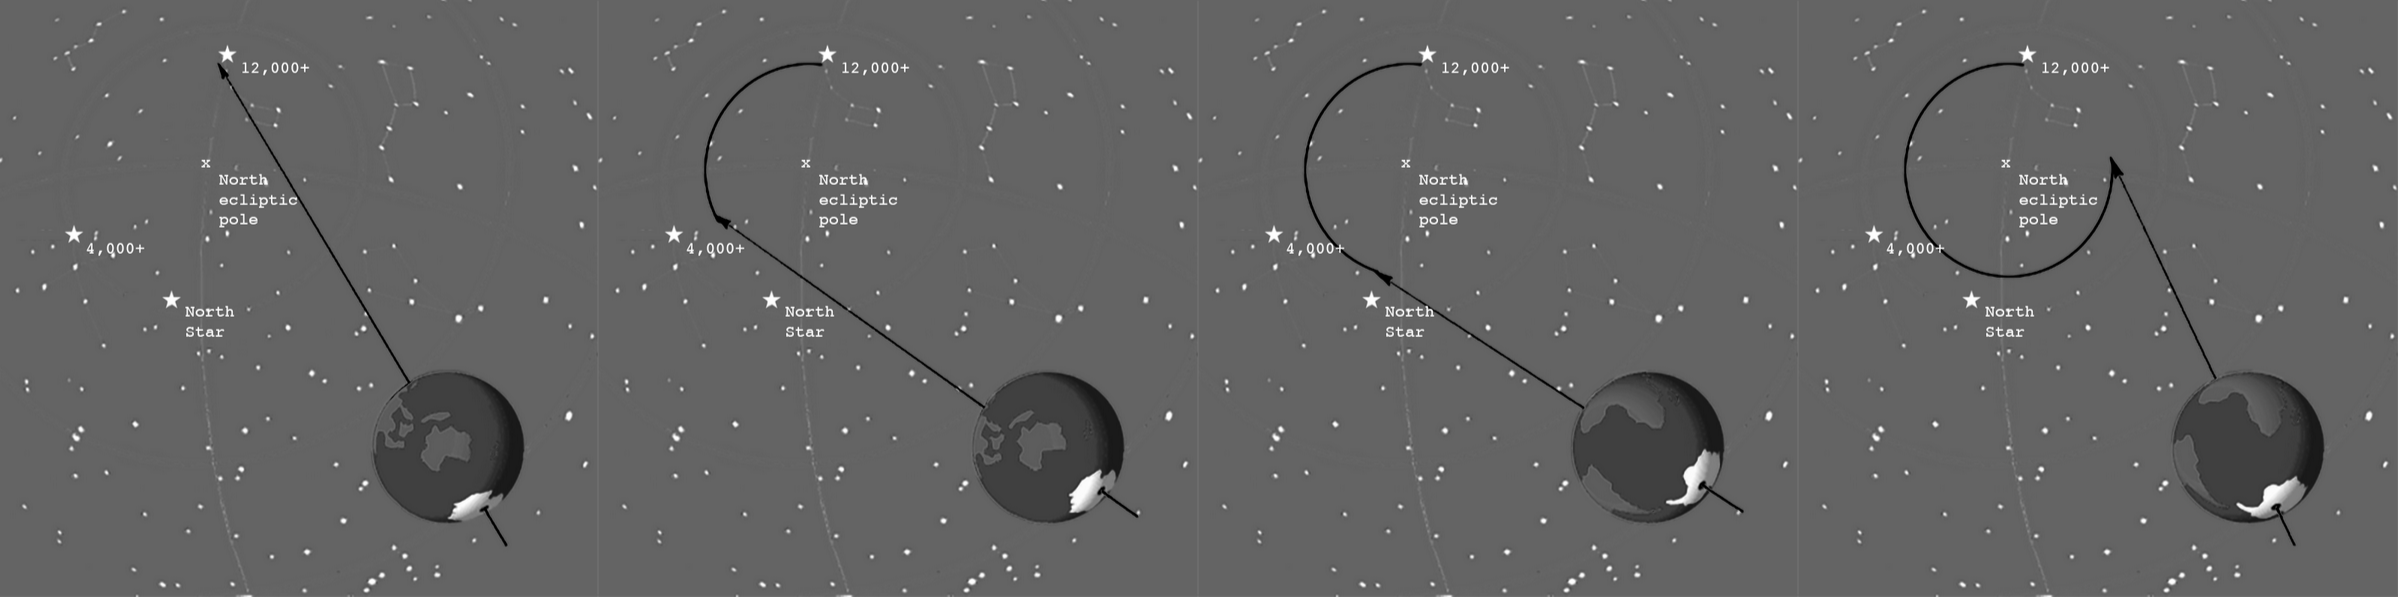 12,000+
x
North
ecliptic
pole
4,000+
North
Star
12,000+
x
North
ecliptic
pole
4,000+
North
Star
12,000+
x
North
ecliptic
pole
4,000+
North
Star
12,000+
x
North
ecliptic
pole
4,000+
North
Star